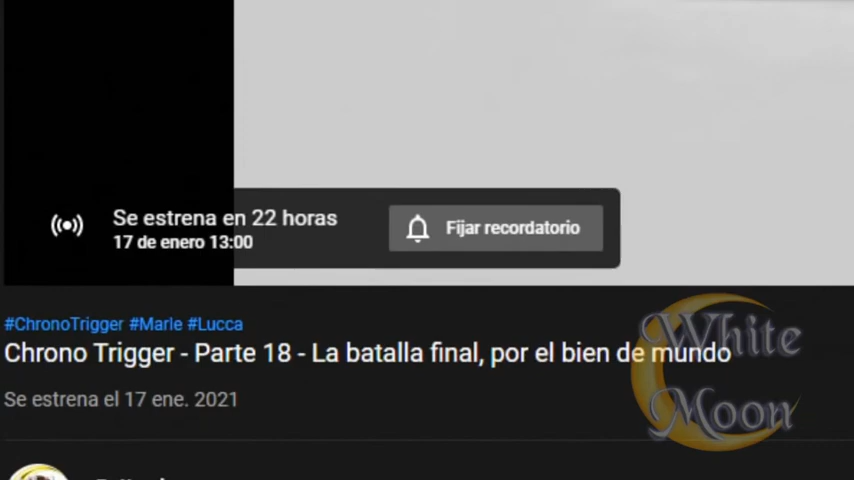 Se estrena en 22 horas
17 de enero 13:00
Fijar recordatorio
#ChronoTrigger #Marle #Lucca
Chrono Trigger - Parte 18 - La batalla final, por el bien de mundo
Se estrena el 17 ene. 2021
White
Moon